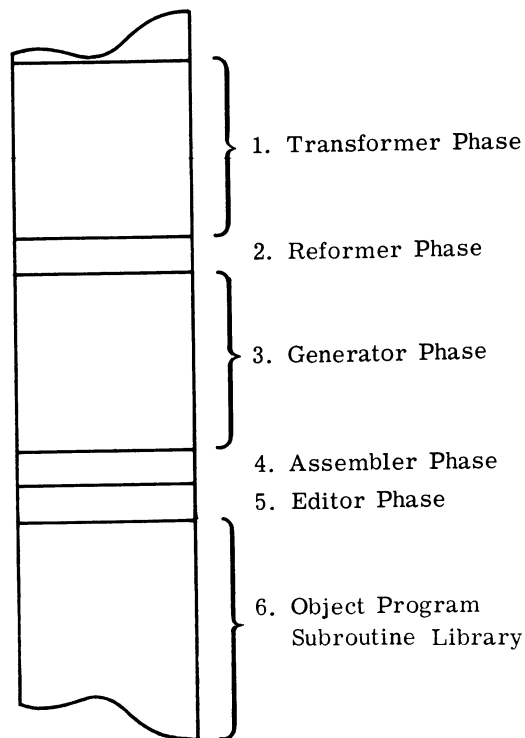 1. Transformer Phase
2. Reformer Phase
3. Generator Phase
4. Assembler Phase
5. Editor Phase
6. Object Program
Subroutine Library